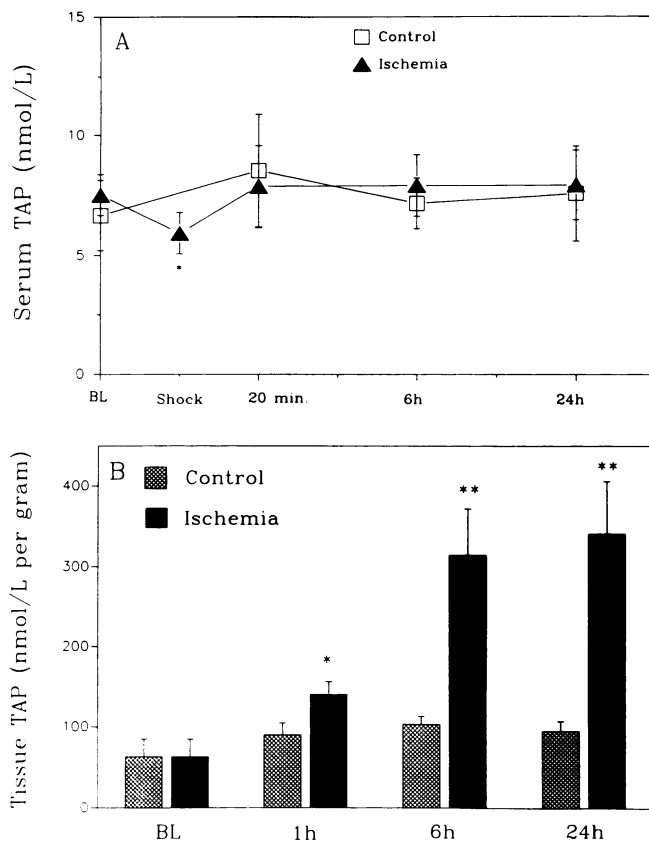 A
Control
Ischemia
Serum TAP (nmol/L)
15
10
5
0
*
BL Shock 20 min. 6h 24h
B
Control
Ischemia
Tissue TAP (nmol/L per gram)
400
300
200
100
0
*
**
**
BL 1h 6h 24h